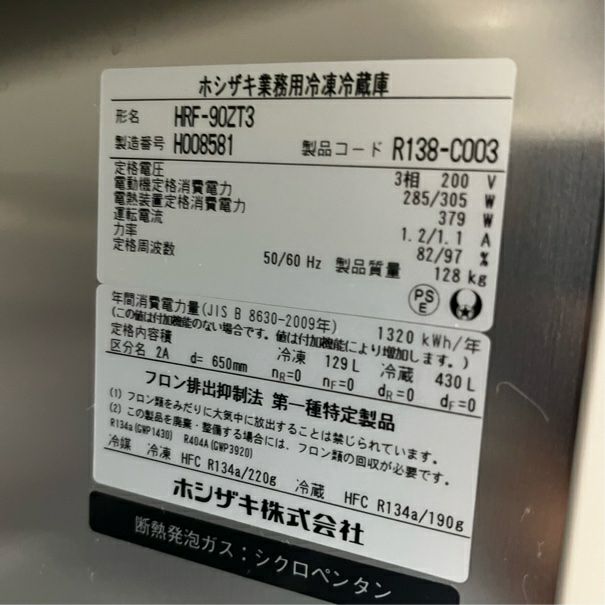 ホシザキ業務用冷凍冷蔵庫
形名 HRF-90ZT3
製造番号 H008581 製品コード R138-C003
定格電圧 3相 200 V
電動機定格消費電力 285/305 W
電熱装置定格消費電力 379 W
運転電流 1.2/1.1 A
力率 82/97 %
定格周波数 50/60 Hz 製品質量 128 kg
PSE
年間消費電力量(JIS B 8630-2009年) 1320 kWh/年
(この値は付加機能のない場合です。値は付加機能により増加します。)
定格内容積 冷凍 129 L 冷蔵 430 L
区分名 2A d= 650mm nR=0 nF=0 dR=0 dF=0
フロン排出抑制法 第一種特定製品
(1) フロン類をみだりに大気中に放出することは禁じられています。
(2) この製品を廃棄・整備する場合には、フロン類の回収が必要です。
R134a(GWP1430) R404A(GWP3920)
冷媒 冷凍 HFC R134a/220g 冷蔵 HFC R134a/190g
ホシザキ株式会社
断熱発泡ガス：シクロペンタン